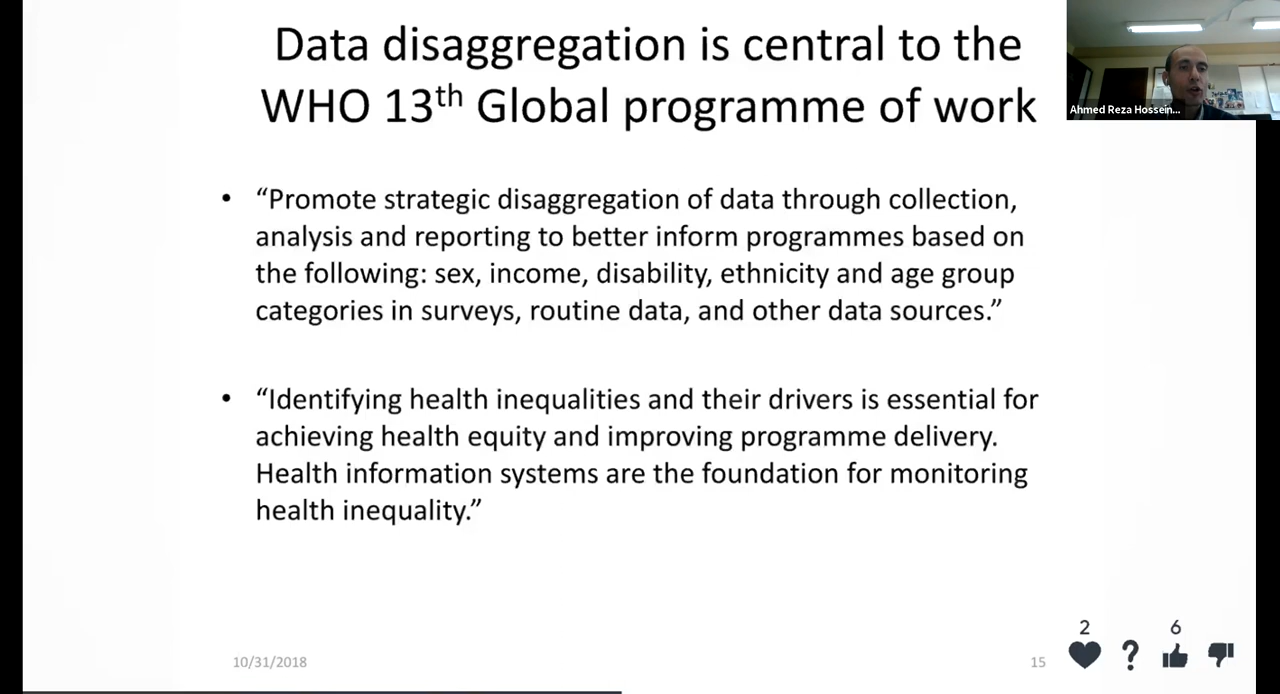 Data disaggregation is central to the
WHO 13th Global programme of work
Ahmed Reza Hossein...
• “Promote strategic disaggregation of data through collection,
analysis and reporting to better inform programmes based on
the following: sex, income, disability, ethnicity and age group
categories in surveys, routine data, and other data sources.”
• “Identifying health inequalities and their drivers is essential for
achieving health equity and improving programme delivery.
Health information systems are the foundation for monitoring
health inequality.”
2 6
10/31/2018 15